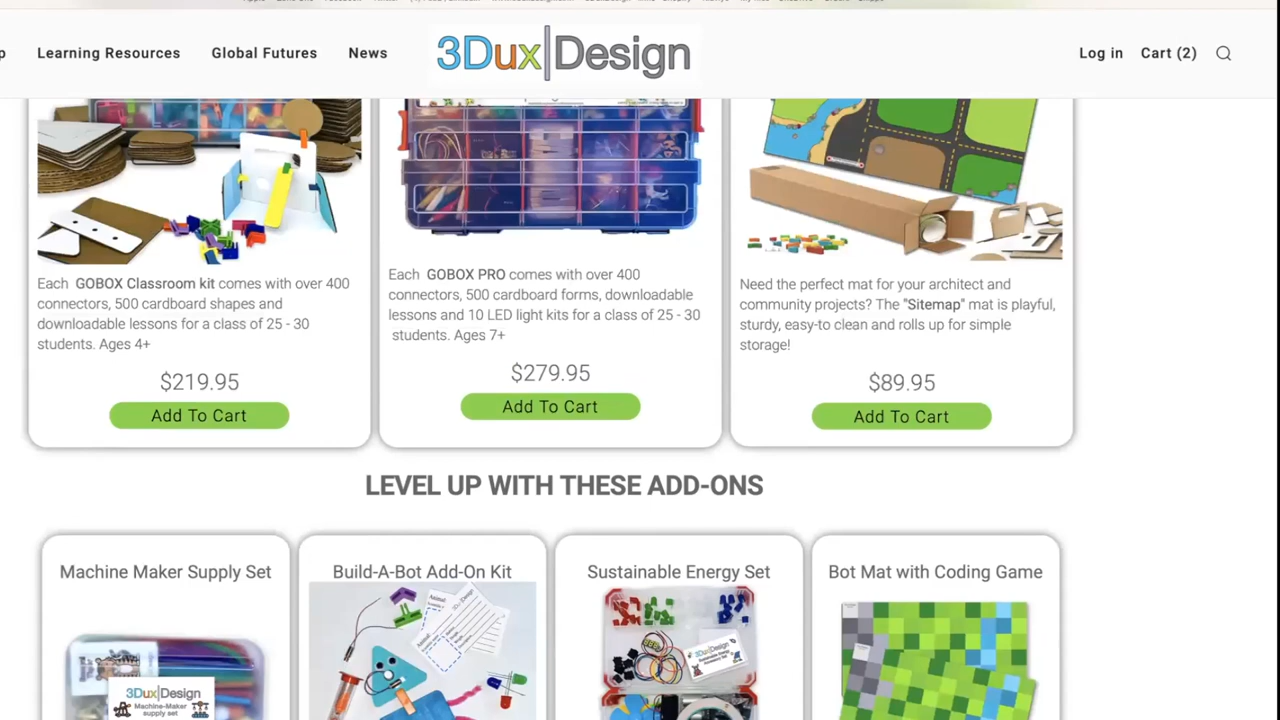 Learning Resources
Global Futures
News
3Dux|Design
Log in
Cart (2)
Each GOBOX Classroom kit comes with over 400
connectors, 500 cardboard shapes and
downloadable lessons for a class of 25 - 30
students. Ages 4+
$219.95
Add To Cart
Each GOBOX PRO comes with over 400
connectors, 500 cardboard forms, downloadable
lessons and 10 LED light kits for a class of 25 - 30
students. Ages 7+
$279.95
Add To Cart
Need the perfect mat for your architect and
community projects? The "Sitemap" mat is playful,
sturdy, easy-to clean and rolls up for simple
storage!
$89.95
Add To Cart
LEVEL UP WITH THESE ADD-ONS
Machine Maker Supply Set
3Dux|Design
Machine-Maker
supply set
Build-A-Bot Add-On Kit
Sustainable Energy Set
Bot Mat with Coding Game